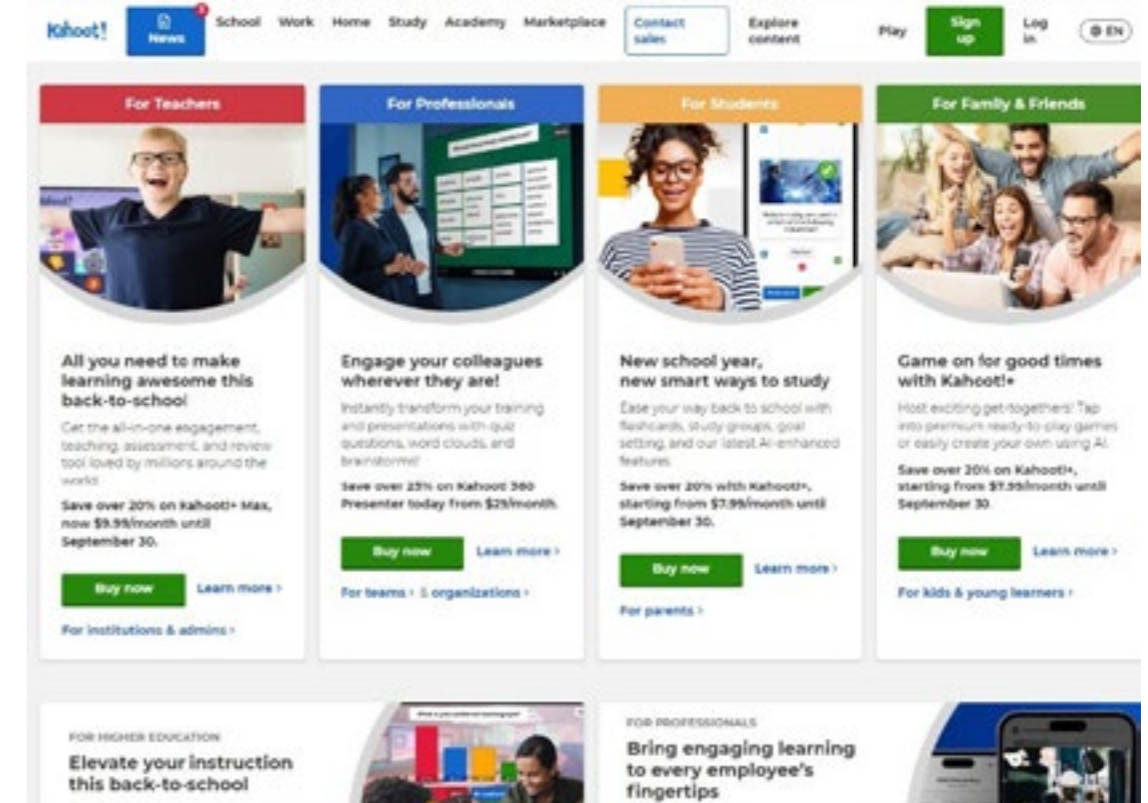 Kahoot!
News
School
Work
Home
Study
Academy
Marketplace
Contact
sales
Explore
content
Play
Sign
up
Log
in
EN
For Teachers
All you need to make
learning awesome this
back-to-school
Get the all-in-one engagement,
teaching, assessment, and review
tool loved by millions around the
world.
Save over 20% on Kahoot!+ Max,
now $9.99/month until
September 30.
Buy now
Learn more ›
For institutions & admins ›
For Professionals
Engage your colleagues
wherever they are!
Instantly transform your training
and presentations with quiz
questions, word clouds, and
brainstorms!
Save over 25% on Kahoot! 360
Presenter today from $29/month.
Buy now
Learn more ›
For teams › & organizations ›
For Students
New school year,
new smart ways to study
Ease your way back to school with
flashcards, study groups, goal
setting, and our latest AI-enhanced
features.
Save over 20% with Kahoot!+,
starting from $7.99/month until
September 30.
Buy now
Learn more ›
For parents ›
For Family & Friends
Game on for good times
with Kahoot!+
Host exciting get-togethers! Tap
into premium ready-to-play games
or easily create your own using AI.
Save over 20% on Kahoot!+,
starting from $7.99/month until
September 30.
Buy now
Learn more ›
For kids & young learners ›
FOR HIGHER EDUCATION
Elevate your instruction
this back-to-school
FOR PROFESSIONALS
Bring engaging learning
to every employee's
fingertips